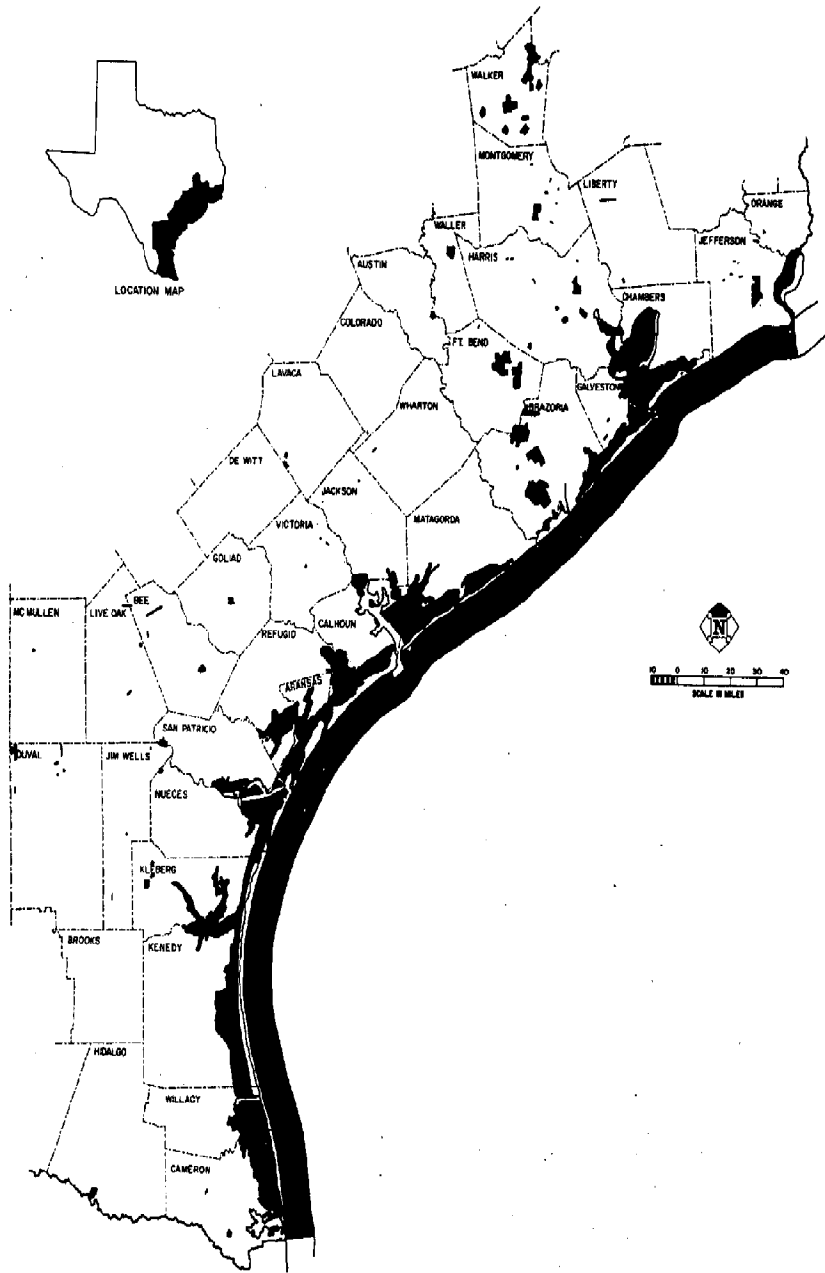 WALKER
MONTGOMERY
LIBERTY
ORANGE
WALLER
HARRIS
JEFFERSON
AUSTIN
LOCATION MAP
CHAMBERS
COLORADO
FT. BEND
LAVACA
GALVESTON
WHARTON
BRAZORIA
DE WITT
JACKSON
MATAGORDA
VICTORIA
GOLIAD
BEE
MC MULLEN
LIVE OAK
CALHOUN
REFUGIO
N
ARANSAS
10 0 10 20 30 40
SCALE IN MILES
SAN PATRICIO
DUVAL
JIM WELLS
NUECES
KLEBERG
BROOKS
KENEDY
HIDALGO
WILLACY
CAMERON